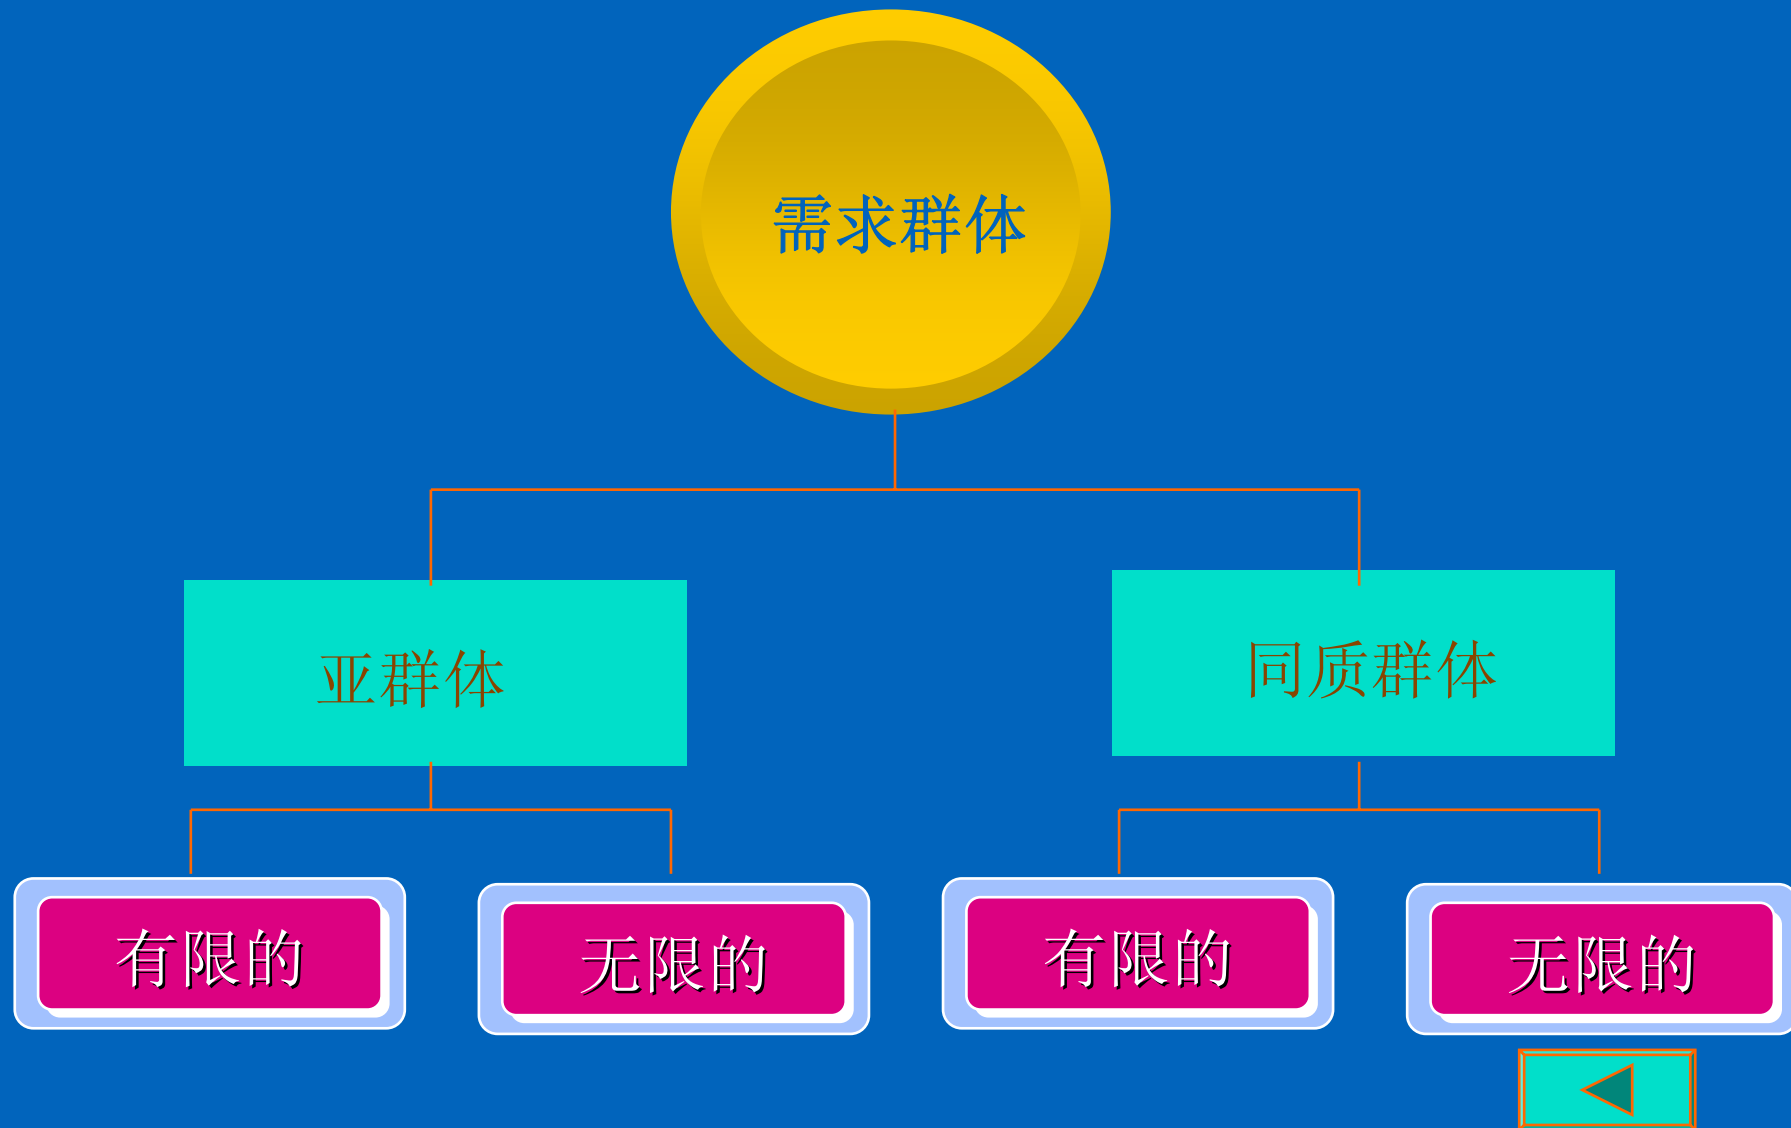 需求群体
亚群体
同质群体
有限的
无限的
有限的
无限的